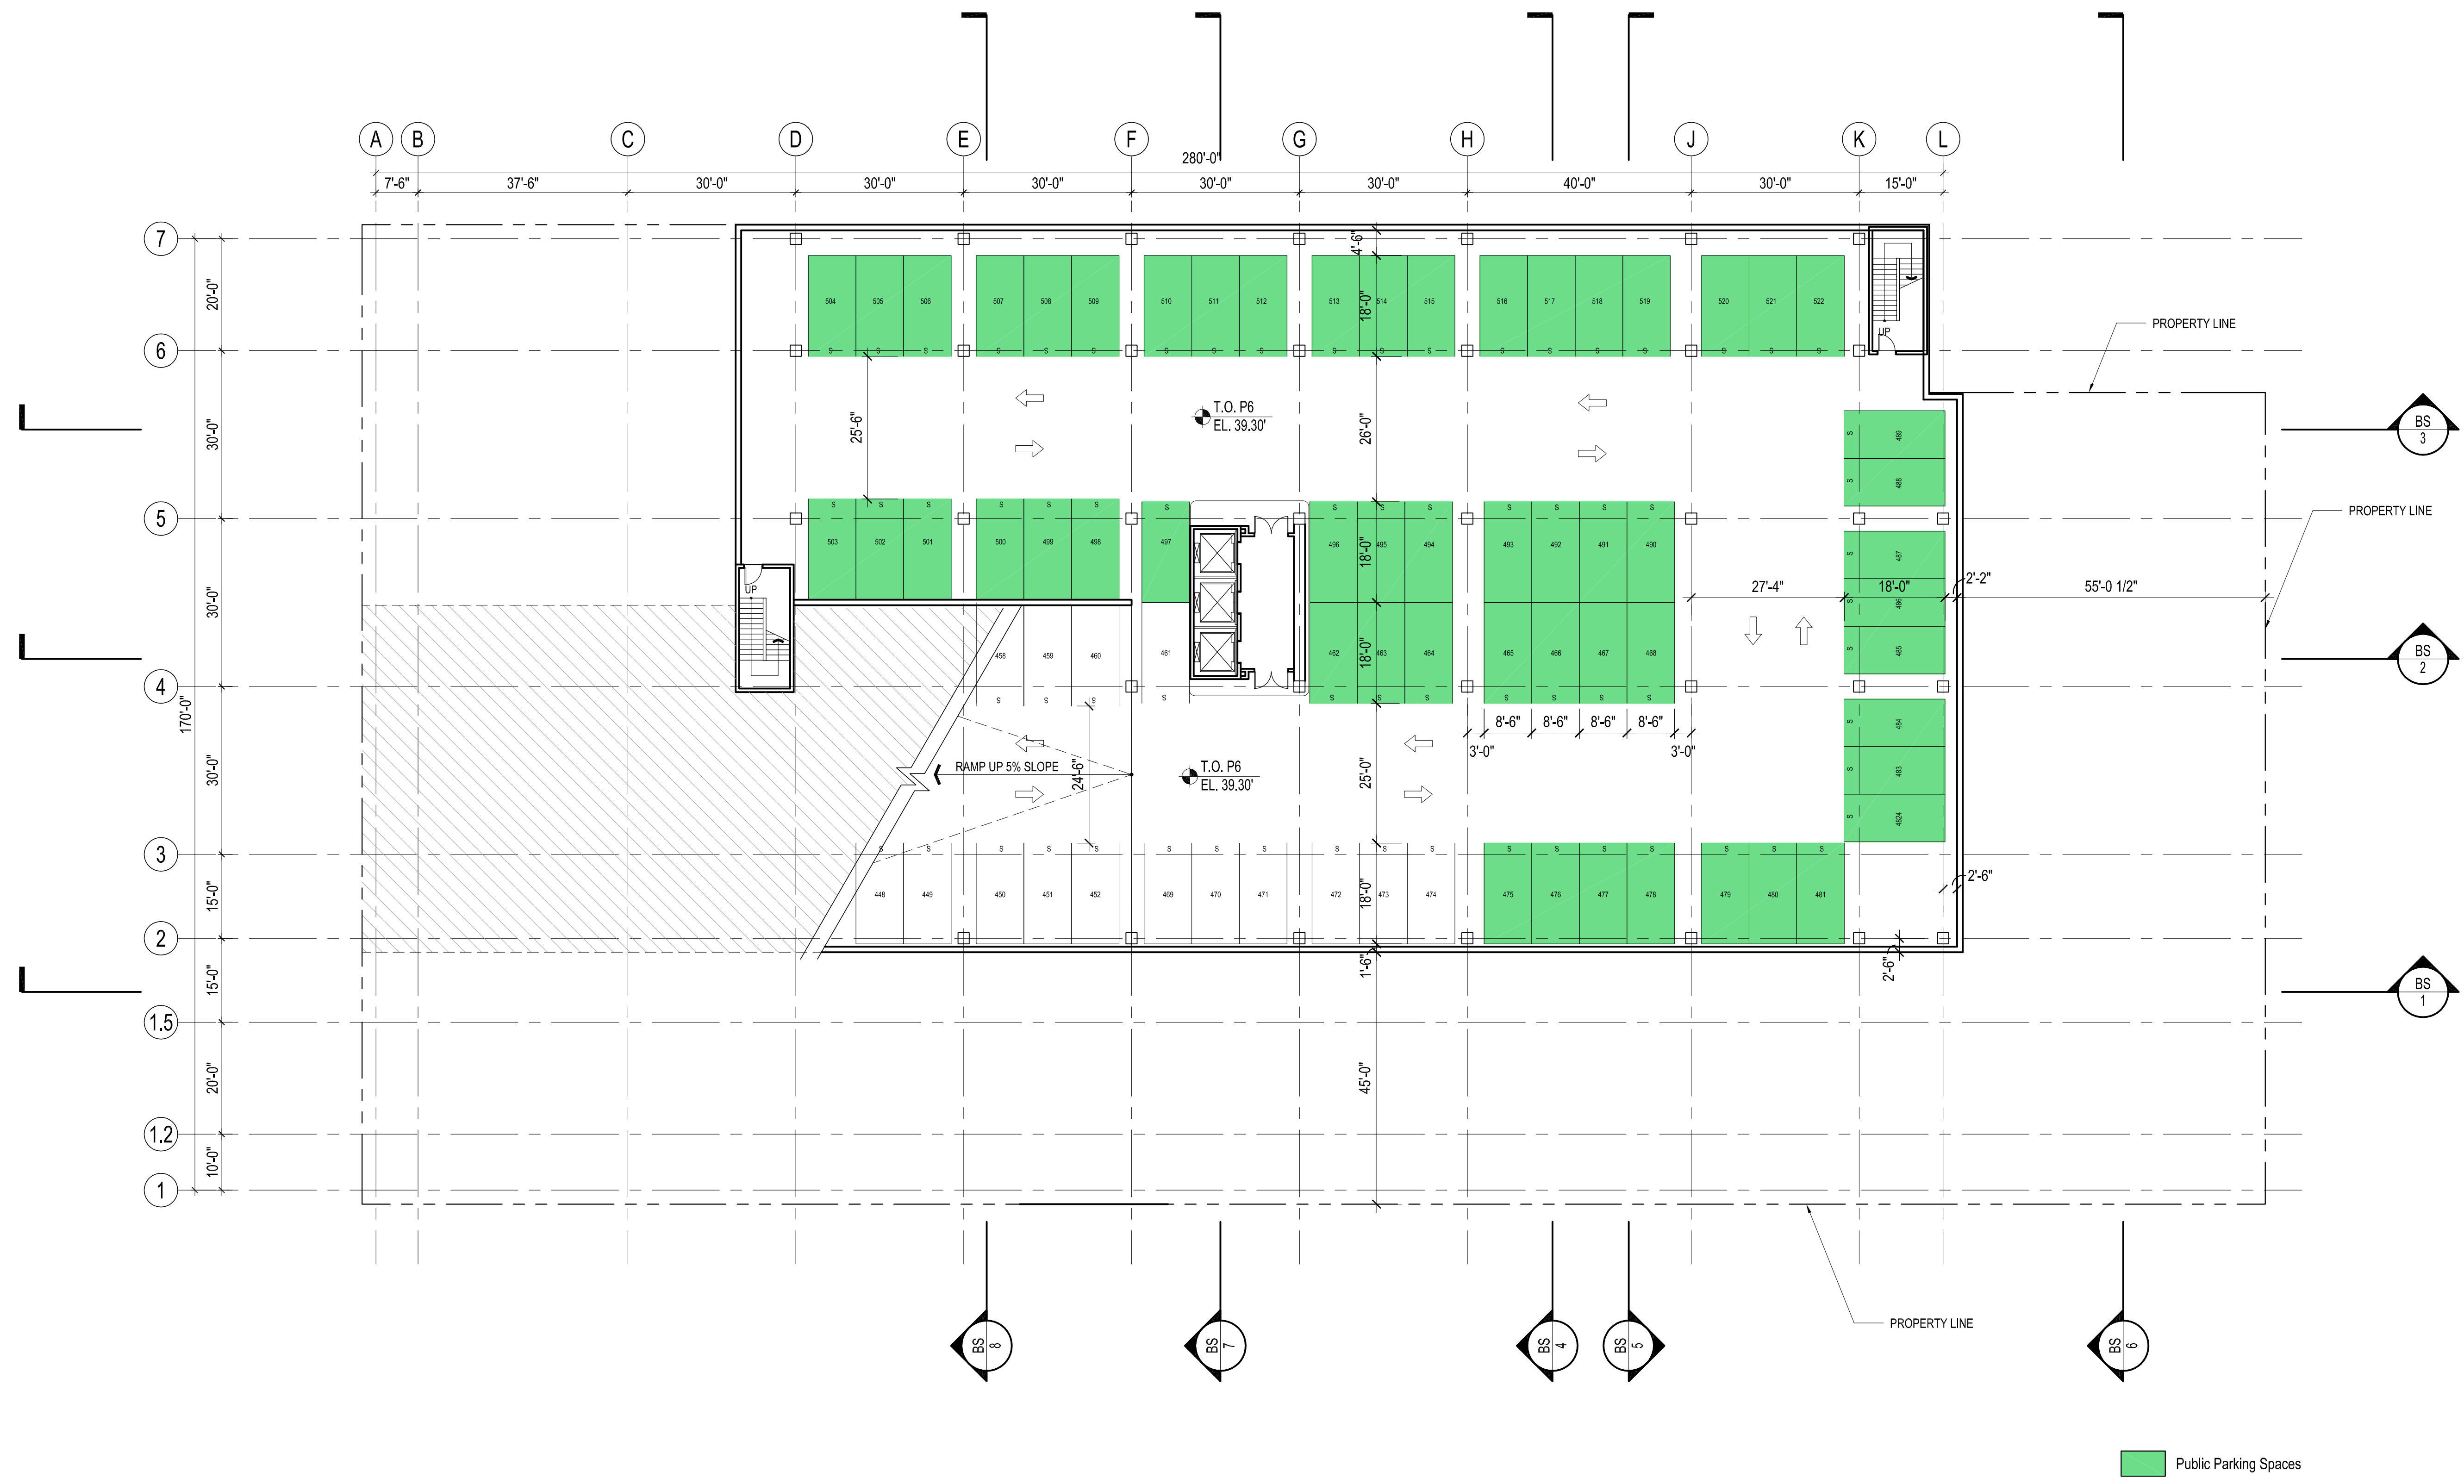 A B C D E F G H J K L
280'-0"
7'-6" 37'-6" 30'-0" 30'-0" 30'-0" 30'-0" 30'-0" 40'-0" 30'-0" 15'-0"
7
4'-6"
20'-0"
504 505 506 507 508 509 510 511 512 513 514 515 516 517 518 519 520 521 522
18'-0"
PROPERTY LINE
UP
6
S S S S S S S S S S S S S S S S S S S
30'-0"
25'-6"
T.O. P6
EL. 39.30'
26'-0"
S 489
S 488
BS
3
PROPERTY LINE
5
S S S S S S S S S S S S S S
503 502 501 500 499 498 497 496 495 494 493 492 491 490
18'-0"
S 487
UP
30'-0"
27'-4" 18'-0" 2'-2" 55'-0 1/2"
S 486
S 485
458 459 460 461 462 463 464 465 466 467 468
18'-0"
BS
2
4
S S S S S S S S S S S
170'-0"
8'-6" 8'-6" 8'-6" 8'-6"
3'-0" 3'-0"
S 484
30'-0"
RAMP UP 5% SLOPE
24'-6"
T.O. P6
EL. 39.30'
25'-0"
S 483
S 4824
3
S S S S S S S S S S S S S S S S S S
2'-6"
15'-0"
448 449 450 451 452 469 470 471 472 473 474 475 476 477 478 479 480 481
18'-0"
2
1'-6"
2'-6"
15'-0"
BS
1
1.5
20'-0"
45'-0"
1.2
10'-0"
1
PROPERTY LINE
BS
8
BS
7
BS
4
BS
5
BS
6
Public Parking Spaces